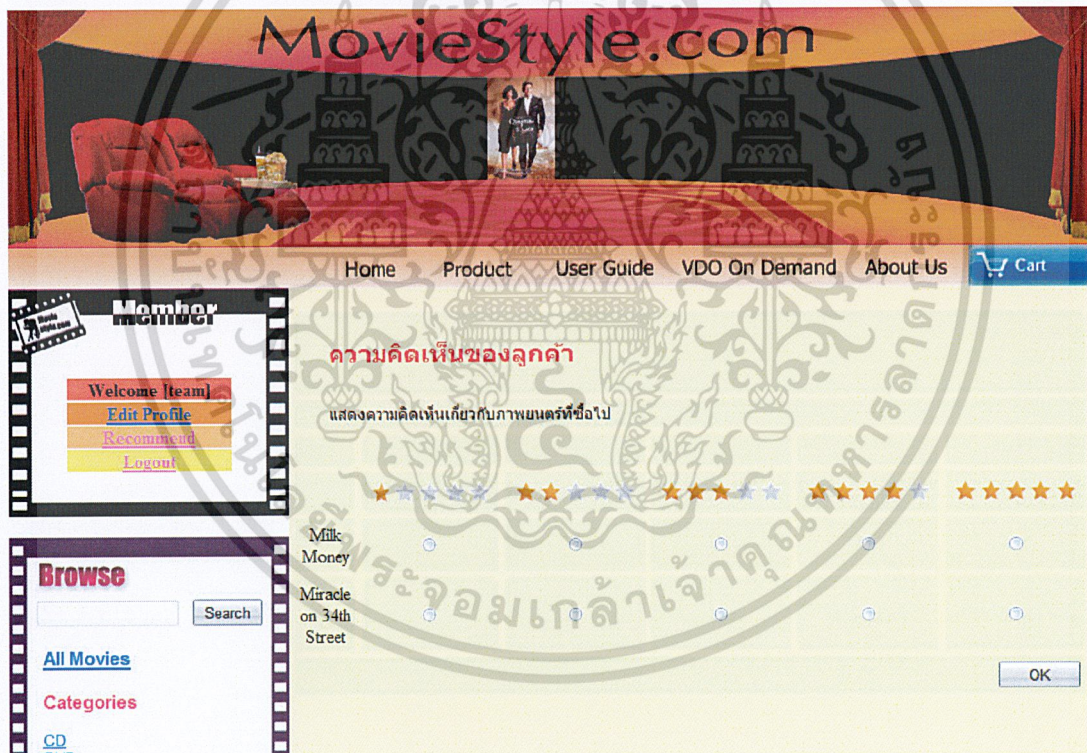 MovieStyle.com
Home Product User Guide VDO On Demand About Us Cart
Member
Welcome [team]
Edit Profile
Recommend
Logout
ความคิดเห็นของลูกค้า
แสดงความคิดเห็นเกี่ยวกับภาพยนตร์ที่ซื้อไป
Milk
Money
Miracle
on 34th
Street
OK
Browse
Search
All Movies
Categories
CD